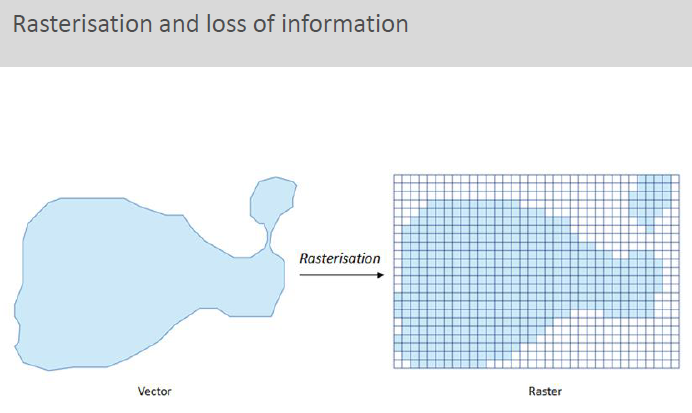 Rasterisation and loss of information
Rasterisation
Vector
Raster